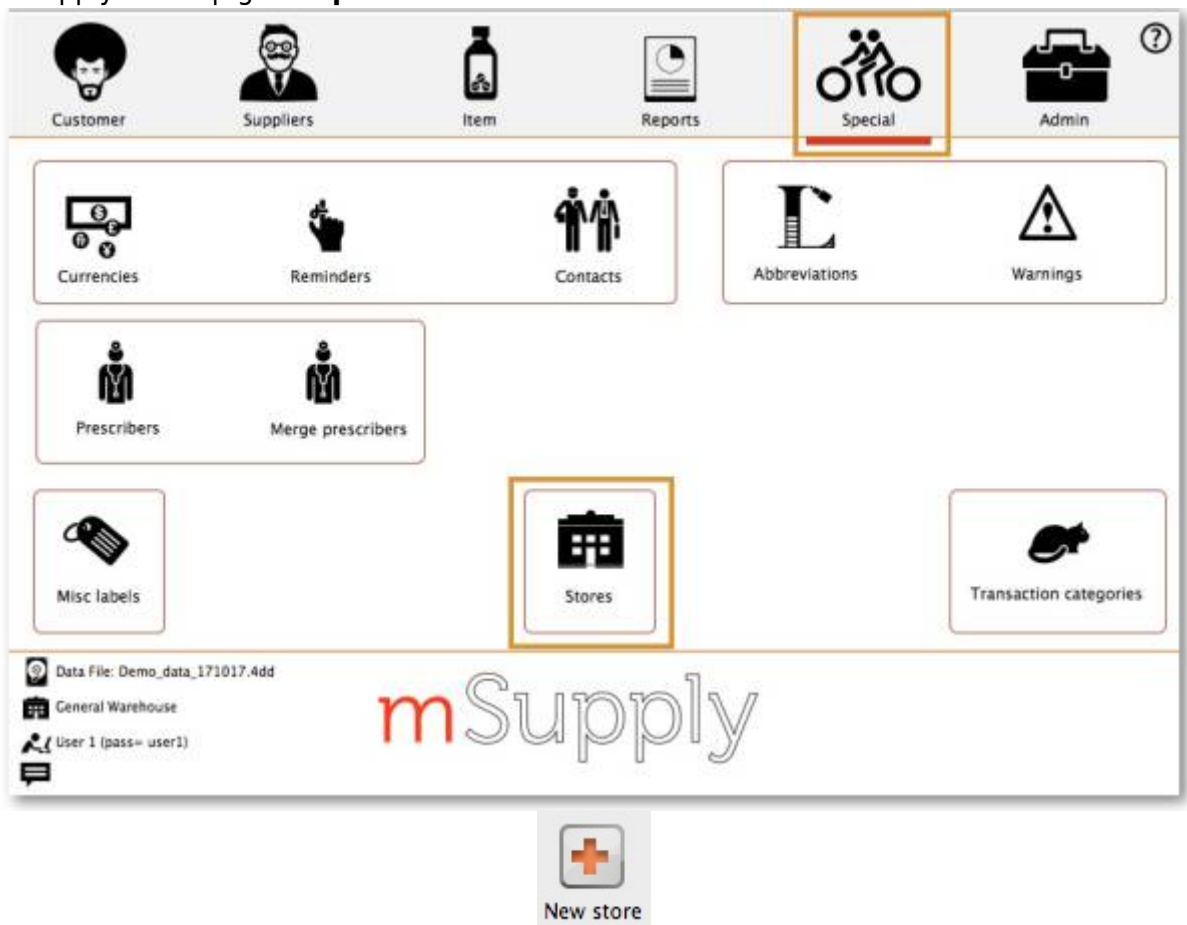 Customer
Suppliers
Item
Reports
Special
Admin
?
Currencies
Reminders
Contacts
Abbreviations
Warnings
Prescribers
Merge prescribers
Misc labels
Stores
Transaction categories
Data File: Demo_data_171017.4dd
General Warehouse
User 1 (pass= user1)
mSupply
New store